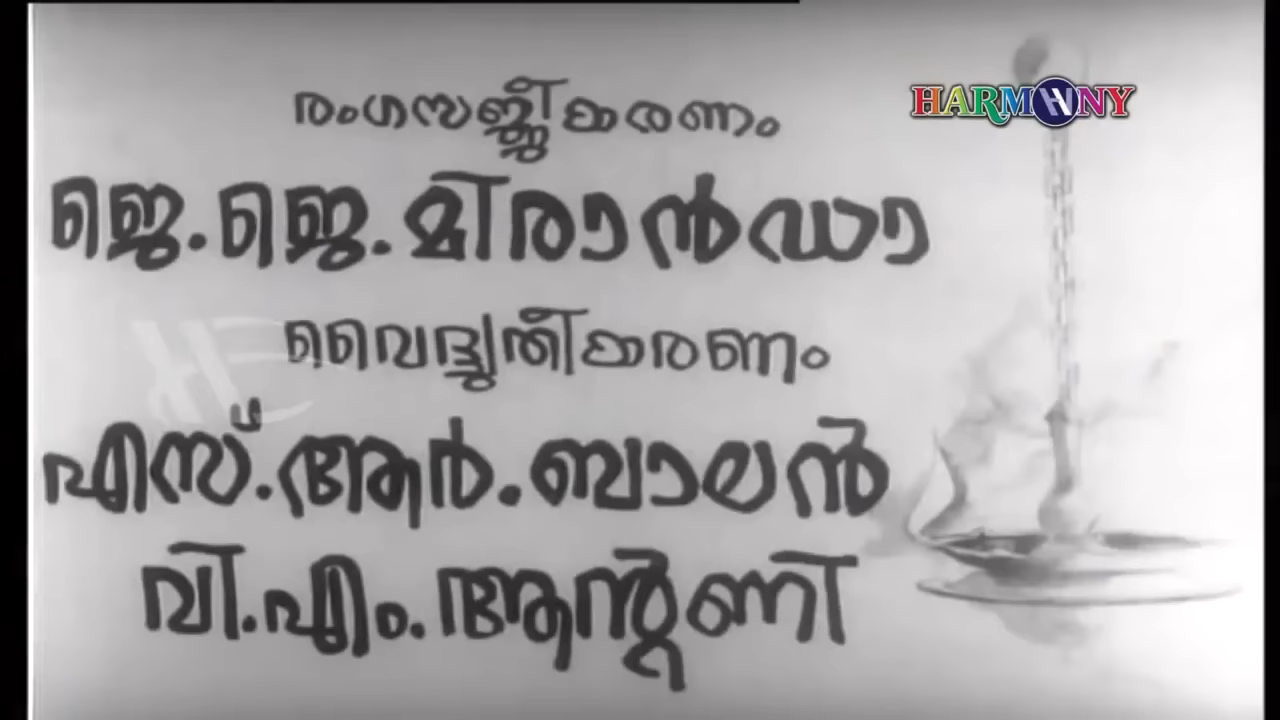 HARMONY
രംഗസജ്ജീകരണം
ജെ.ജെ.മിരാൻഡാ
വൈദ്യുതീകരണം
എസ്.ആർ.ബാലൻ
വി.എം.ആന്റണി